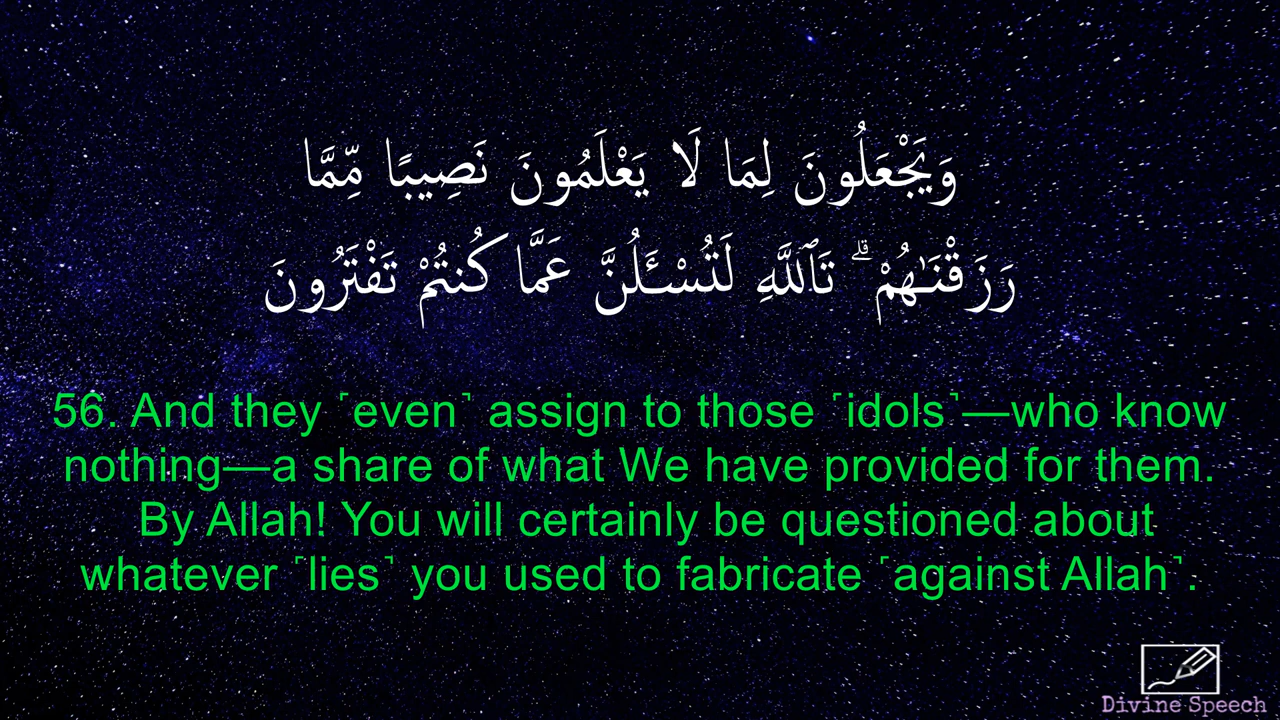 وَيَجْعَلُونَ لِمَا لَا يَعْلَمُونَ نَصِيبًا مِّمَّا
رَزَقْنَـٰهُمْ ۗ تَٱللَّهِ لَتُسْـَٔلُنَّ عَمَّا كُنتُمْ تَفْتَرُونَ
56. And they ˹even˺ assign to those ˹idols˺—who know
nothing—a share of what We have provided for them.
By Allah! You will certainly be questioned about
whatever ˹lies˺ you used to fabricate ˹against Allah˺.
Divine Speech